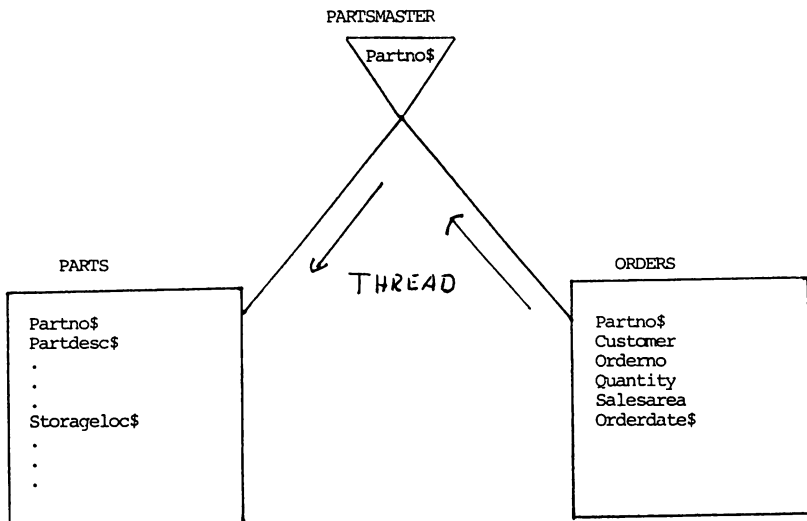 PARTSMASTER
Partno$
PARTS
Partno$
Partdesc$
.
.
.
Storageloc$
.
.
.
THREAD
ORDERS
Partno$
Customer
Orderno
Quantity
Salesarea
Orderdate$